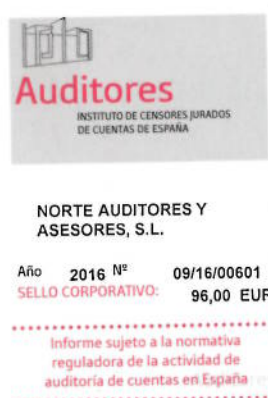 Auditores
INSTITUTO DE CENSORES JURADOS
DE CUENTAS DE ESPAÑA
NORTE AUDITORES Y
ASESORES, S.L.
Año 2016 Nº 09/16/00601
SELLO CORPORATIVO: 96,00 EUR
Informe sujeto a la normativa
reguladora de la actividad de
auditoría de cuentas en España